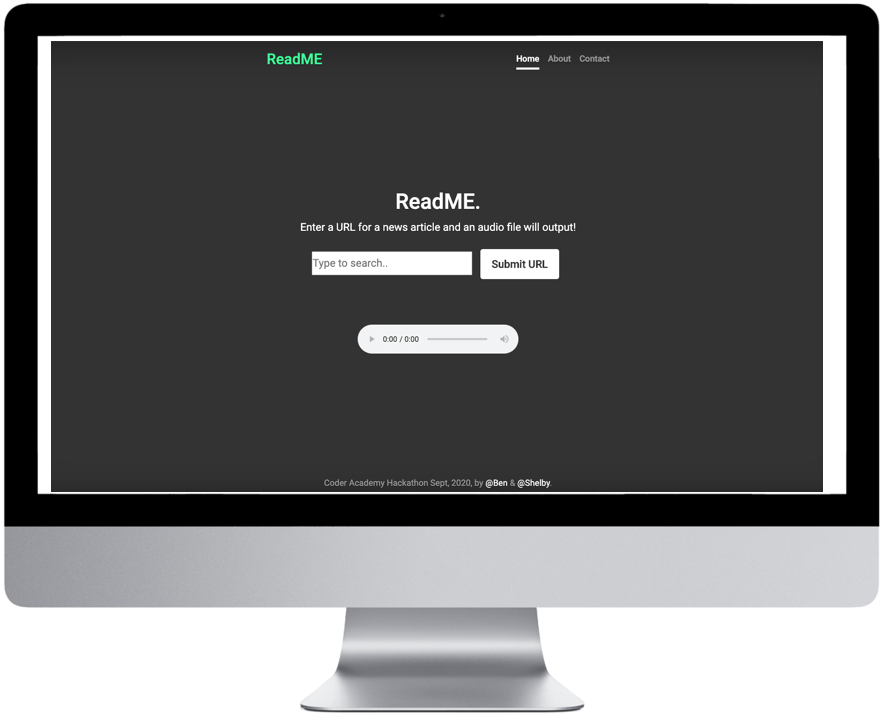 ReadME
Home About Contact
ReadME.
Enter a URL for a news article and an audio file will output!
Type to search..
Submit URL
0:00 / 0:00
Coder Academy Hackathon Sept, 2020, by @Ben & @Shelby.